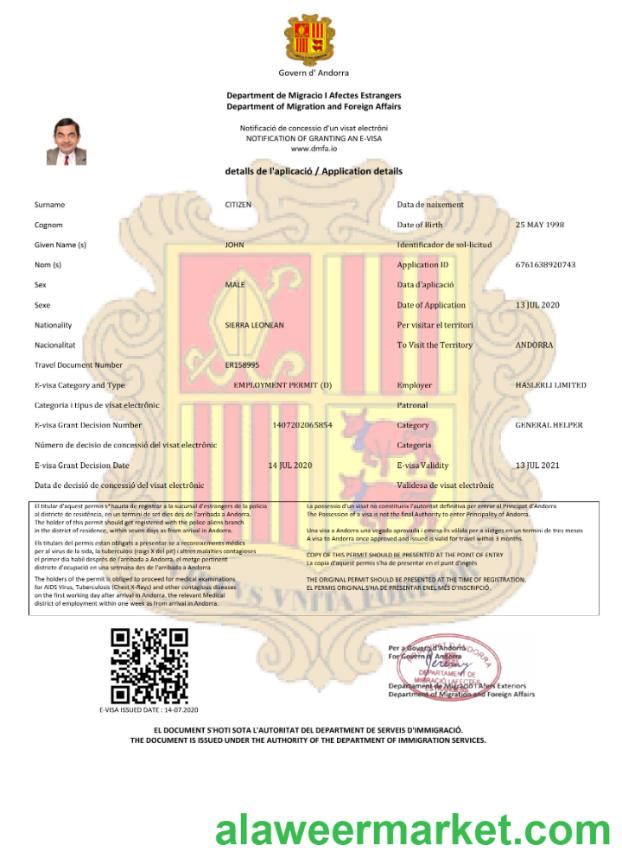 Govern d' Andorra
Department de Migracio I Afectes Estrangers
Department of Migration and Foreign Affairs
Notificació de concessio d'un visat electrôni
NOTIFICATION OF GRANTING AN E-VISA
www.dmfa.io
detalls de l'aplicació / Application details
Surname CITIZEN Data de naixement
Cognom Date of Birth 25 MAY 1998
Given Name (s) JOHN Identificador de sol·licitud
Nom (s) Application ID 6761638920743
Sex MALE Data d'aplicació
Sexe Date of Application 13 JUL 2020
Nationality SIERRA LEONEAN Per visitar el territori
Nacionalitat To Visit the Territory ANDORRA
Travel Document Number ER158995
E-visa Category and Type EMPLOYMENT PERMIT (D) Employer HASLERLI LIMITED
Categoria i tipus de visat electrônic Patronal
E-visa Grant Decision Number 1407202065854 Category GENERAL HELPER
Número de decisio de concessió del visat electrònic Categoria
E-visa Grant Decision Date 14 JUL 2020 E-visa Validity 13 JUL 2021
Data de decisió de concessió del visat electrònic Validesa de visat electrònic
El titular d'aquest permis s' hauria de registrar a la sucursal d'estrangers de la policia
al districte de residència, en un termini de set dies des de l'arribada a Andorra.
The holder of this permit should get registered with the police aliens branch
in the district of residence, within seven days as from arrival in Andorra.
Els titulars del permis estan obligats a presentar-se a reconeixements mèdics
per al virus de la sida, la tuberculosi (raigs X del pit) i altres malalties contagioses
el primer dia hàbil després de l'arribada a Andorra, el metge pertinent
districte d'ocupació en una setmana des de l'arribada a Andorra
The holders of the permit is obliged to proceed for medical examinations
for AIDS Virus, Tuberculosis (Chest X-Rays) and other contagious diseases
on the first working day after arrival in Andorra. the relevant Medical
district of employment within one week as from arrival in Andorra.
La possessió d'un visat no constitueix l'autoritat definitiva per entrar al Principat d'Andorra
The Possession of a visa is not the final Authority to enter Principality of Andorra.
Una visa a Andorra una vegada aprovada i emesa és vàlida per a viatges en un termini de tres mesos
A visa to Andorra once approved and issued is valid for travel within 3 months.
COPY OF THIS PERMIT SHOULD BE PRESENTED AT THE POINT OF ENTRY
La copia d'aquest permis s'ha de presentar en el punt d'ingrés
THE ORIGINAL PERMIT SHOULD BE PRESENTED AT THE TIME OF REGISTRATION.
EL PERMIS ORIGINAL S'HA DE PRESENTAR EN EL MÉS D'INSCRIPCIÓ.
Per a Govern d'Andorra
For Govern d' Andorra
DEPARTAMENT DE
MIGRACIÓ I AFECTES
Departament de Migració I Afers Exteriors
Department of Migration and Foreign Affairs
E-VISA ISSUED DATE : 14-07-2020
EL DOCUMENT S'HOTI SOTA L'AUTORITAT DEL DEPARTMENT DE SERVEIS D'IMMIGRACIÓ.
THE DOCUMENT IS ISSUED UNDER THE AUTHORITY OF THE DEPARTMENT OF IMMIGRATION SERVICES.
alaweermarket.com